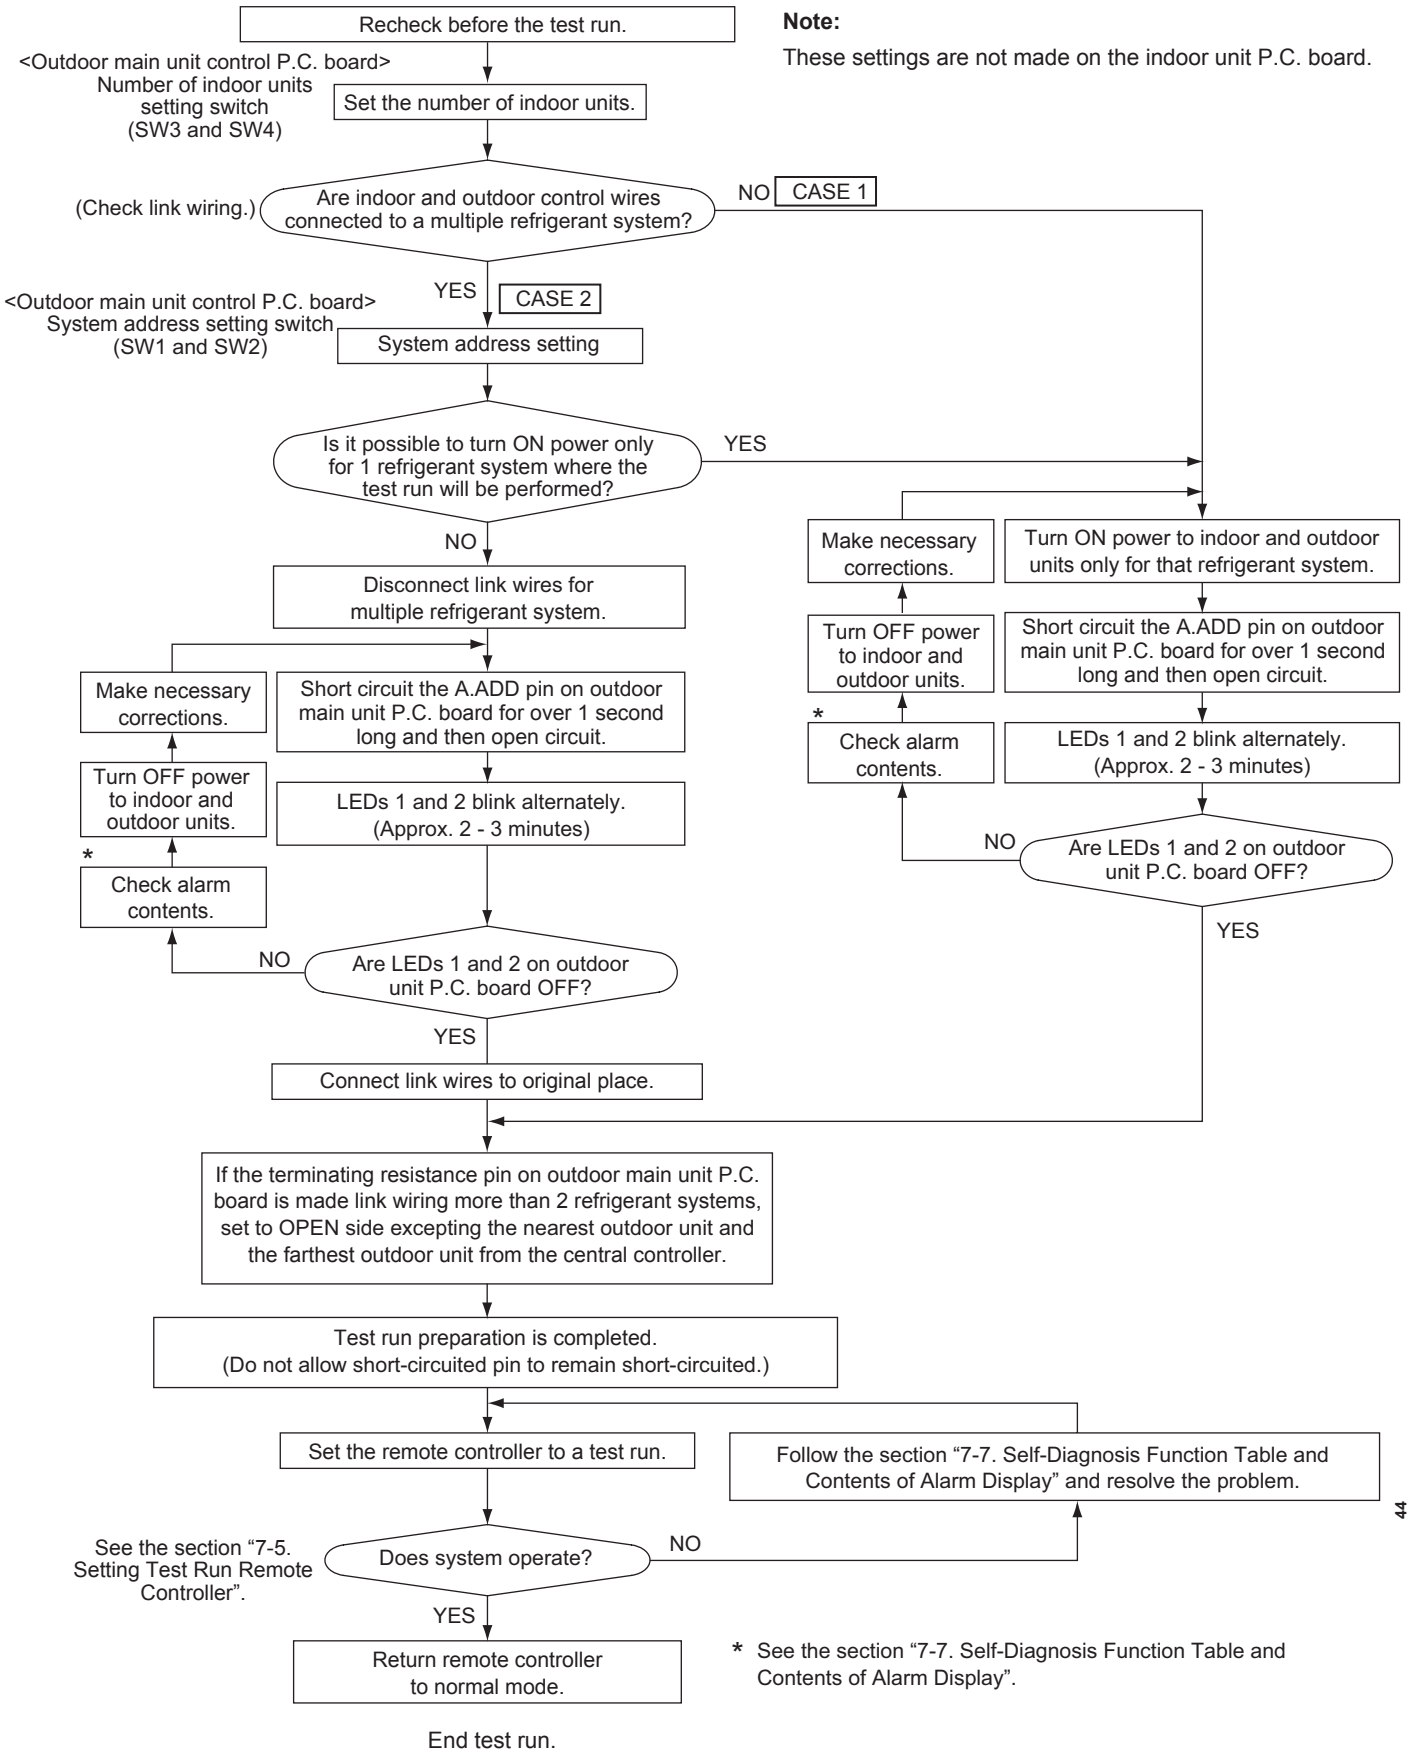 Recheck before the test run.
Note:
These settings are not made on the indoor unit P.C. board.
<Outdoor main unit control P.C. board>
Number of indoor units
setting switch
(SW3 and SW4)
Set the number of indoor units.
(Check link wiring.)
Are indoor and outdoor control wires
connected to a multiple refrigerant system?
NO
CASE 1
YES
CASE 2
<Outdoor main unit control P.C. board>
System address setting switch
(SW1 and SW2)
System address setting
Is it possible to turn ON power only
for 1 refrigerant system where the
test run will be performed?
YES
NO
Disconnect link wires for
multiple refrigerant system.
Make necessary
corrections.
Short circuit the A.ADD pin on outdoor
main unit P.C. board for over 1 second
long and then open circuit.
Turn OFF power
to indoor and
outdoor units.
LEDs 1 and 2 blink alternately.
(Approx. 2 - 3 minutes)
*
Check alarm
contents.
NO
Are LEDs 1 and 2 on outdoor
unit P.C. board OFF?
YES
Connect link wires to original place.
Make necessary
corrections.
Turn ON power to indoor and outdoor
units only for that refrigerant system.
Turn OFF power
to indoor and
outdoor units.
Short circuit the A.ADD pin on outdoor
main unit P.C. board for over 1 second
long and then open circuit.
*
Check alarm
contents.
LEDs 1 and 2 blink alternately.
(Approx. 2 - 3 minutes)
NO
Are LEDs 1 and 2 on outdoor
unit P.C. board OFF?
YES
If the terminating resistance pin on outdoor main unit P.C.
board is made link wiring more than 2 refrigerant systems,
set to OPEN side excepting the nearest outdoor unit and
the farthest outdoor unit from the central controller.
Test run preparation is completed.
(Do not allow short-circuited pin to remain short-circuited.)
Set the remote controller to a test run.
Follow the section “7-7. Self-Diagnosis Function Table and
Contents of Alarm Display” and resolve the problem.
44
See the section “7-5.
Setting Test Run Remote
Controller”.
Does system operate?
NO
YES
Return remote controller
to normal mode.
* See the section “7-7. Self-Diagnosis Function Table and
Contents of Alarm Display”.
End test run.